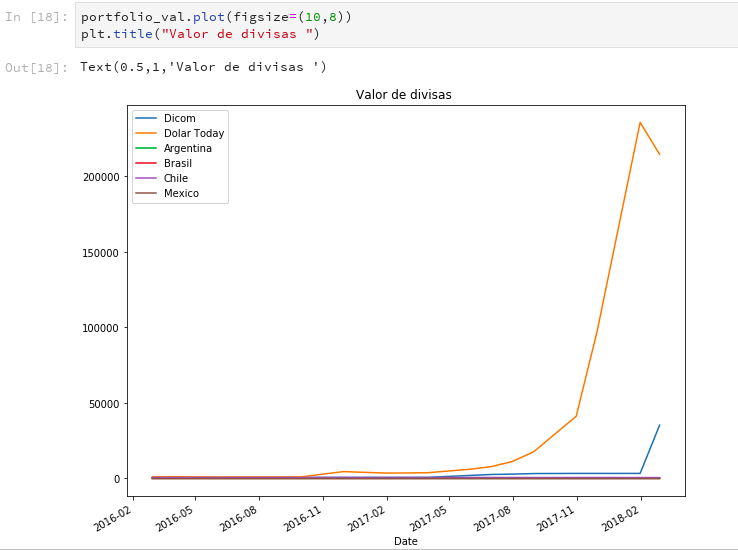 In [18]: portfolio_val.plot(figsize=(10,8))
plt.title("Valor de divisas ")
Out[18]: Text(0.5,1,'Valor de divisas ')
Valor de divisas
Dicom
Dolar Today
Argentina
Brasil
Chile
Mexico
200000
150000
100000
50000
0
2016-02
2016-05
2016-08
2016-11
2017-02
2017-05
2017-08
2017-11
2018-02
Date